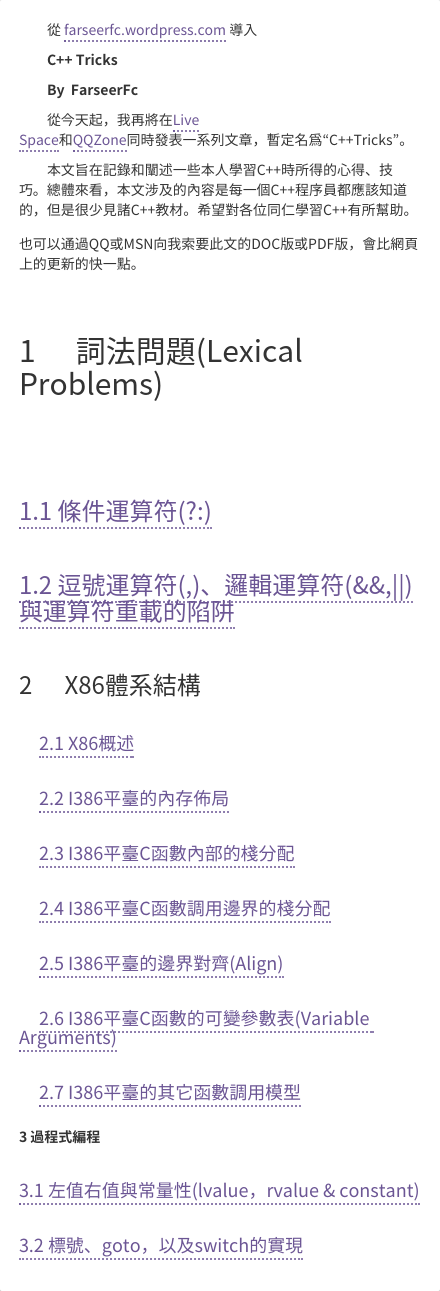 從 farseerfc.wordpress.com 導入
C++ Tricks
By FarseerFc
從今天起，我再將在Live
Space和QQZone同時發表一系列文章，暫定名爲“C++Tricks”。
本文旨在記錄和闡述一些本人學習C++時所得的心得、技
巧。總體來看，本文涉及的內容是每一個C++程序員都應該知道
的，但是很少見諸C++教材。希望對各位同仁學習C++有所幫助。
也可以通過QQ或MSN向我索要此文的DOC版或PDF版，會比網頁
上的更新的快一點。
1 詞法問題(Lexical
Problems)
1.1 條件運算符(?:)
1.2 逗號運算符(,)、邏輯運算符(&&,||)
與運算符重載的陷阱
2 X86體系結構
2.1 X86概述
2.2 I386平臺的內存佈局
2.3 I386平臺C函數內部的棧分配
2.4 I386平臺C函數調用邊界的棧分配
2.5 I386平臺的邊界對齊(Align)
2.6 I386平臺C函數的可變參數表(Variable
Arguments)
2.7 I386平臺的其它函數調用模型
3 過程式編程
3.1 左值右值與常量性(lvalue，rvalue & constant)
3.2 標號、goto，以及switch的實現